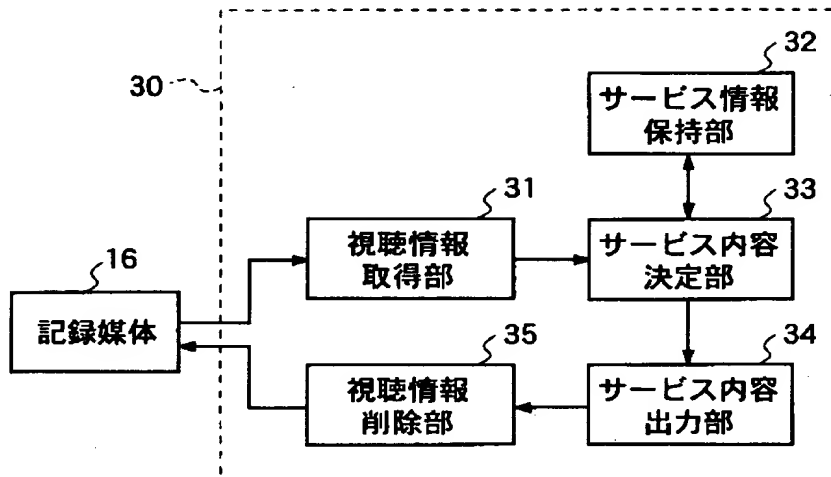 30
32
サービス情報
保持部
31
視聴情報
取得部
33
サービス内容
決定部
16
記録媒体
35
視聴情報
削除部
34
サービス内容
出力部